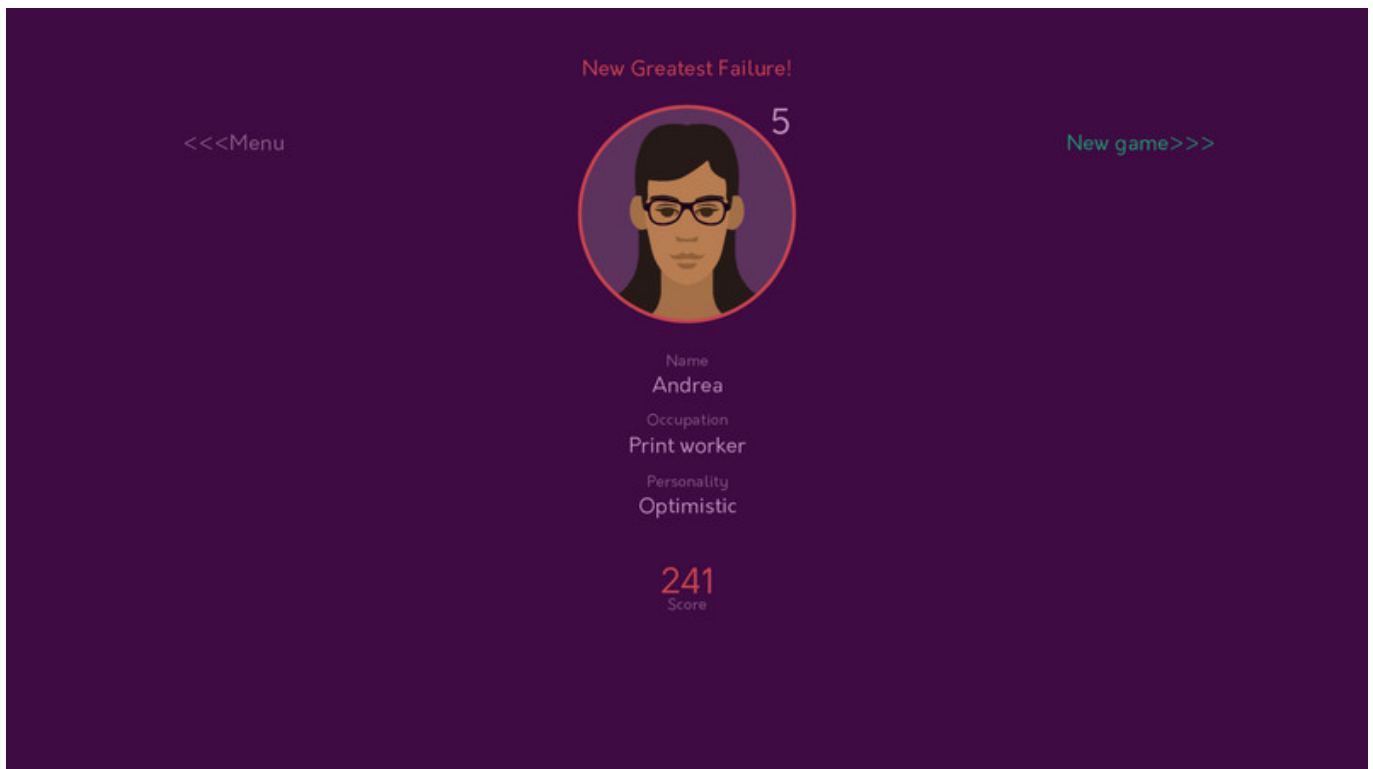 New Greatest Failure!
5
<<<Menu
New game>>>
Name
Andrea
Occupation
Print worker
Personality
Optimistic
241
Score